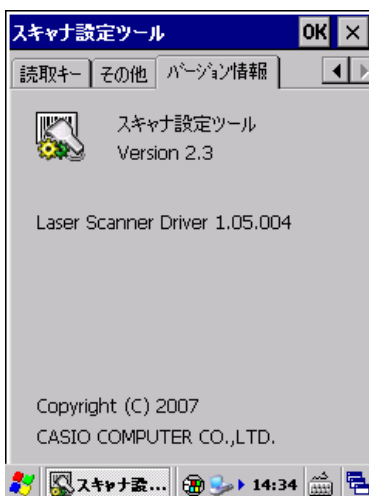 スキャナ設定ツール OK ×
読取キー その他 バージョン情報
スキャナ設定ツール
Version 2.3
Laser Scanner Driver 1.05.004
Copyright (C) 2007
CASIO COMPUTER CO.,LTD.
スキャナ設... 14:34